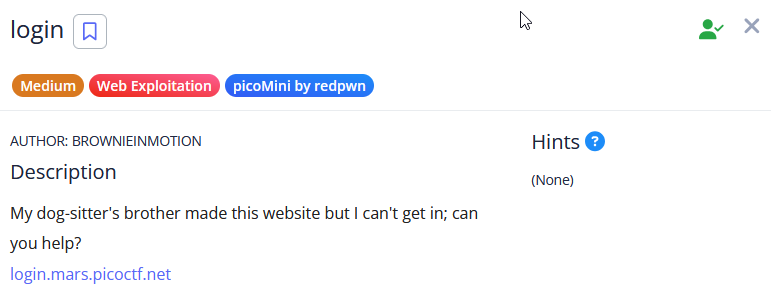 login
Medium Web Exploitation picoMini by redpwn
AUTHOR: BROWNIEINMOTION
Description
My dog-sitter's brother made this website but I can't get in; can
you help?
login.mars.picoctf.net
Hints ?
(None)